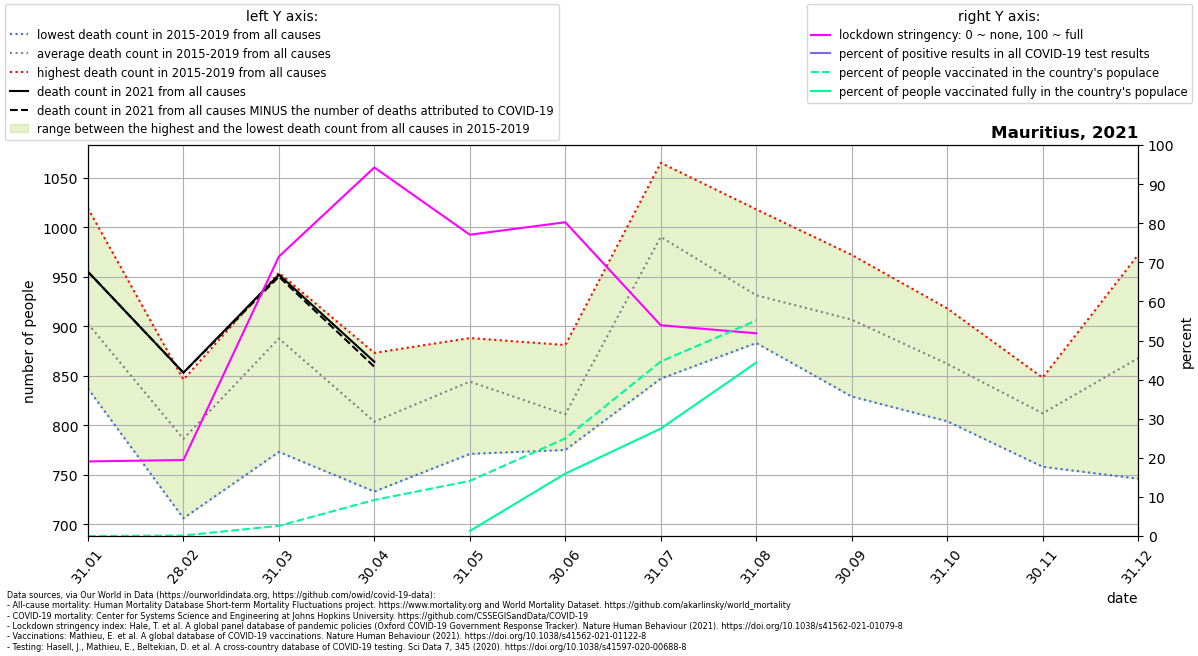 left Y axis:
lowest death count in 2015-2019 from all causes
average death count in 2015-2019 from all causes
highest death count in 2015-2019 from all causes
death count in 2021 from all causes
death count in 2021 from all causes MINUS the number of deaths attributed to COVID-19
range between the highest and the lowest death count from all causes in 2015-2019
right Y axis:
lockdown stringency: 0 ~ none, 100 ~ full
percent of positive results in all COVID-19 test results
percent of people vaccinated in the country's populace
percent of people vaccinated fully in the country's populace
Mauritius, 2021
number of people
1050
1000
950
900
850
800
750
700
100
90
80
70
60
50
40
30
20
10
0
percent
31.01
28.02
31.03
30.04
31.05
30.06
31.07
31.08
30.09
31.10
30.11
31.12
date
Data sources, via Our World in Data (https://ourworldindata.org, https://github.com/owid/covid-19-data):
- All-cause mortality: Human Mortality Database Short-term Mortality Fluctuations project. https://www.mortality.org and World Mortality Dataset. https://github.com/akarlinsky/world_mortality
- COVID-19 mortality: Center for Systems Science and Engineering at Johns Hopkins University. https://github.com/CSSEGISandData/COVID-19
- Lockdown stringency index: Hale, T. et al. A global panel database of pandemic policies (Oxford COVID-19 Government Response Tracker). Nature Human Behaviour (2021). https://doi.org/10.1038/s41562-021-01079-8
- Vaccinations: Mathieu, E. et al. A global database of COVID-19 vaccinations. Nature Human Behaviour (2021). https://doi.org/10.1038/s41562-021-01122-8
- Testing: Hasell, J., Mathieu, E., Beltekian, D. et al. A cross-country database of COVID-19 testing. Sci Data 7, 345 (2020). https://doi.org/10.1038/s41597-020-00688-8